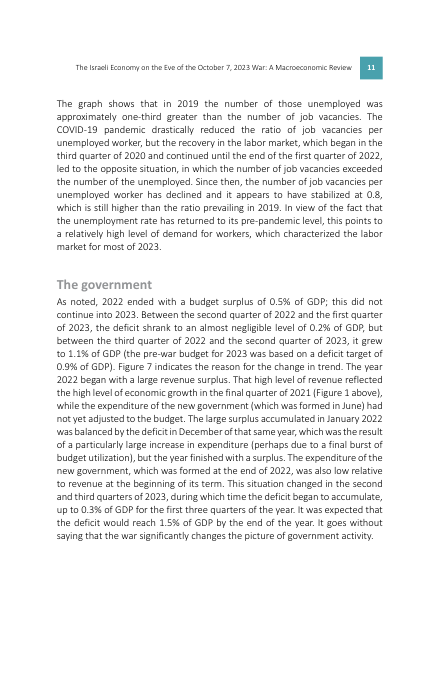 The Israeli Economy on the Eve of the October 7, 2023 War: A Macroeconomic Review 11
The graph shows that in 2019 the number of those unemployed was
approximately one-third greater than the number of job vacancies. The
COVID-19 pandemic drastically reduced the ratio of job vacancies per
unemployed worker, but the recovery in the labor market, which began in the
third quarter of 2020 and continued until the end of the first quarter of 2022,
led to the opposite situation, in which the number of job vacancies exceeded
the number of the unemployed. Since then, the number of job vacancies per
unemployed worker has declined and it appears to have stabilized at 0.8,
which is still higher than the ratio prevailing in 2019. In view of the fact that
the unemployment rate has returned to its pre-pandemic level, this points to
a relatively high level of demand for workers, which characterized the labor
market for most of 2023.
The government
As noted, 2022 ended with a budget surplus of 0.5% of GDP; this did not
continue into 2023. Between the second quarter of 2022 and the first quarter
of 2023, the deficit shrank to an almost negligible level of 0.2% of GDP, but
between the third quarter of 2022 and the second quarter of 2023, it grew
to 1.1% of GDP (the pre-war budget for 2023 was based on a deficit target of
0.9% of GDP). Figure 7 indicates the reason for the change in trend. The year
2022 began with a large revenue surplus. That high level of revenue reflected
the high level of economic growth in the final quarter of 2021 (Figure 1 above),
while the expenditure of the new government (which was formed in June) had
not yet adjusted to the budget. The large surplus accumulated in January 2022
was balanced by the deficit in December of that same year, which was the result
of a particularly large increase in expenditure (perhaps due to a final burst of
budget utilization), but the year finished with a surplus. The expenditure of the
new government, which was formed at the end of 2022, was also low relative
to revenue at the beginning of its term. This situation changed in the second
and third quarters of 2023, during which time the deficit began to accumulate,
up to 0.3% of GDP for the first three quarters of the year. It was expected that
the deficit would reach 1.5% of GDP by the end of the year. It goes without
saying that the war significantly changes the picture of government activity.